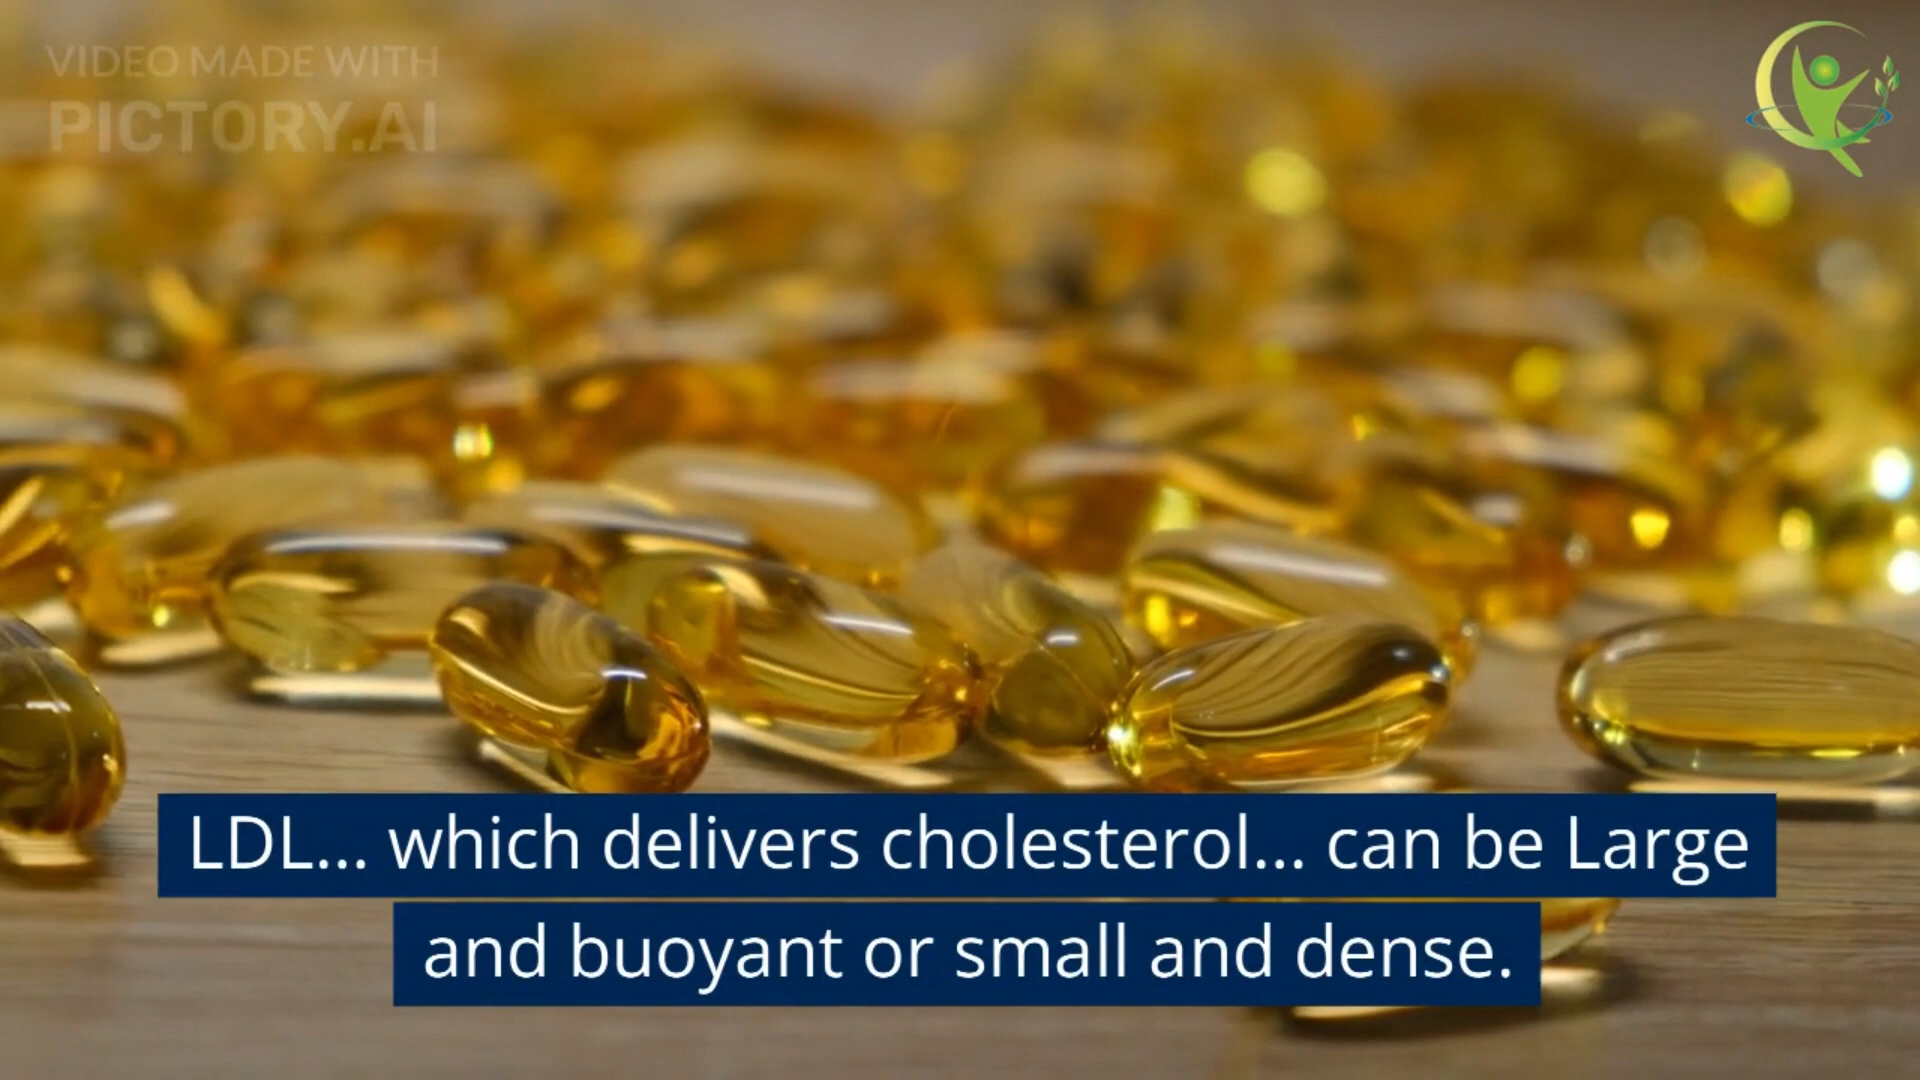 VIDEO MADE WITH
PICTORY.AI
LDL... which delivers cholesterol... can be Large
and buoyant or small and dense.